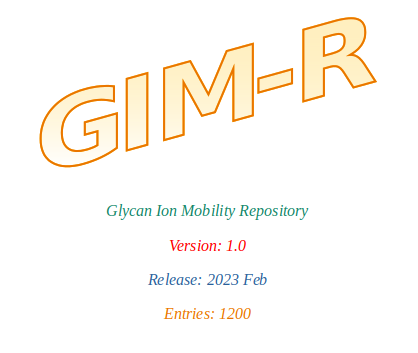 GIM-R
Glycan Ion Mobility Repository
Version: 1.0
Release: 2023 Feb
Entries: 1200